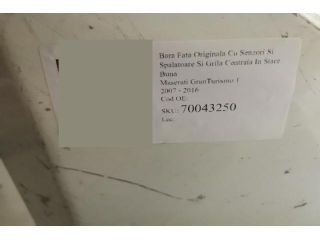 Bara Fata Originala Cu Senzori Si
Spalatoare Si Grila Centrala In Stare
Buna
Maserati GranTurismo 1
2007 - 2016
Cod OE:
SKU: 70043250
Loc: